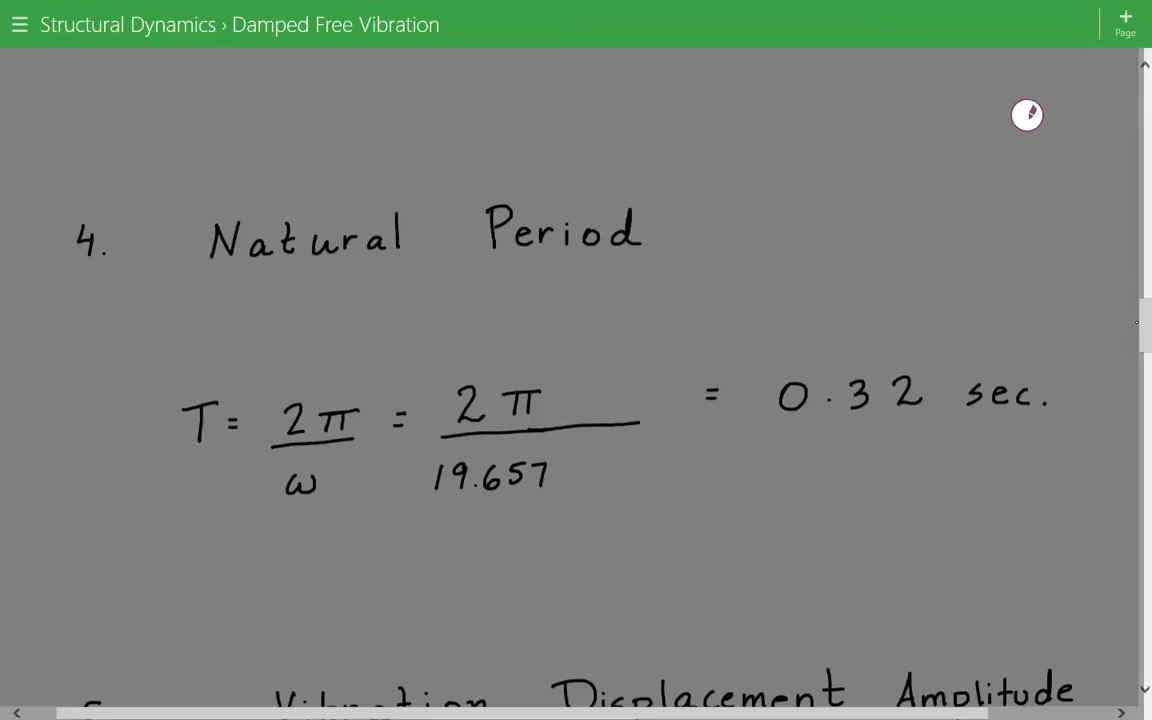 Structural Dynamics › Damped Free Vibration
Page
4. Natural Period
T = 2π / ω = 2π / 19.657 = 0.32 sec.
Displacement Amplitude